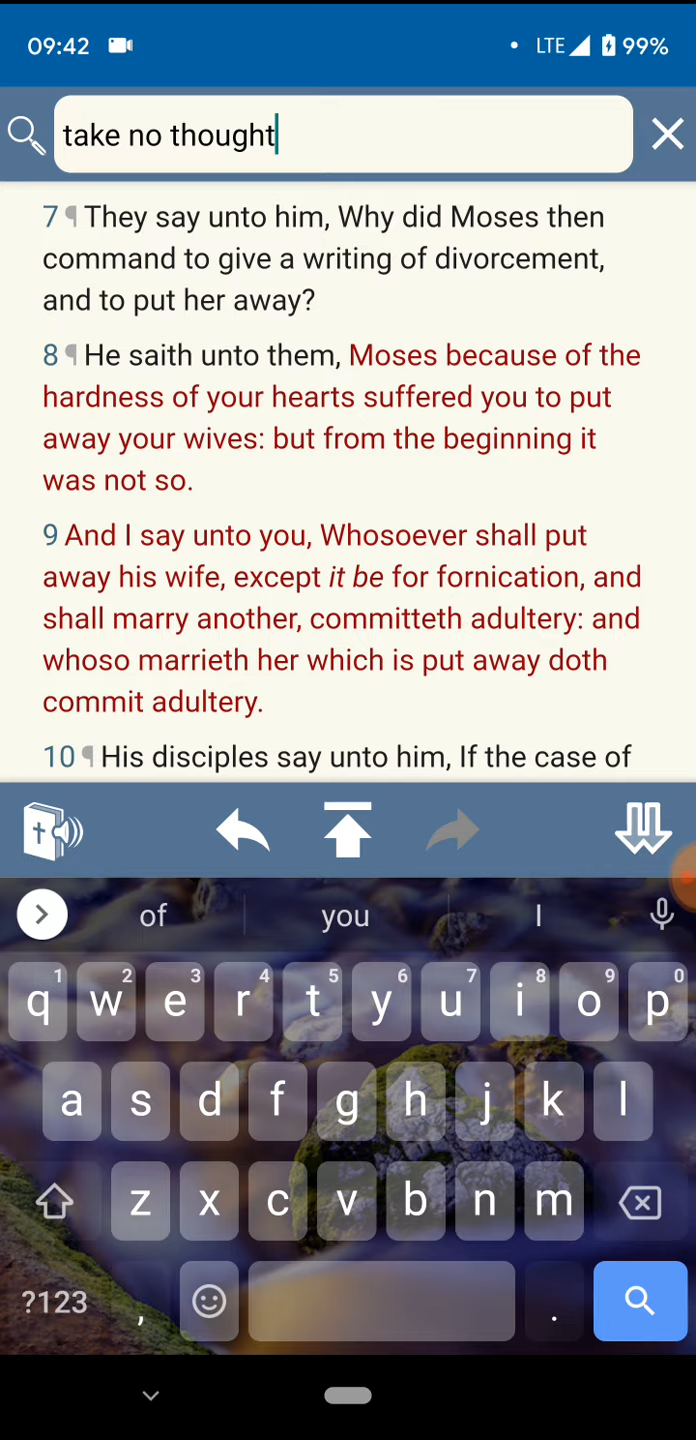 09:42 LTE 99%
take no thought
7 ¶ They say unto him, Why did Moses then
command to give a writing of divorcement,
and to put her away?
8 ¶ He saith unto them, Moses because of the
hardness of your hearts suffered you to put
away your wives: but from the beginning it
was not so.
9 And I say unto you, Whosoever shall put
away his wife, except it be for fornication, and
shall marry another, committeth adultery: and
whoso marrieth her which is put away doth
commit adultery.
10 ¶ His disciples say unto him, If the case of
of you I
1 2 3 4 5 6 7 8 9 0
q w e r t y u i o p
a s d f g h j k l
z x c v b n m
?123 , .